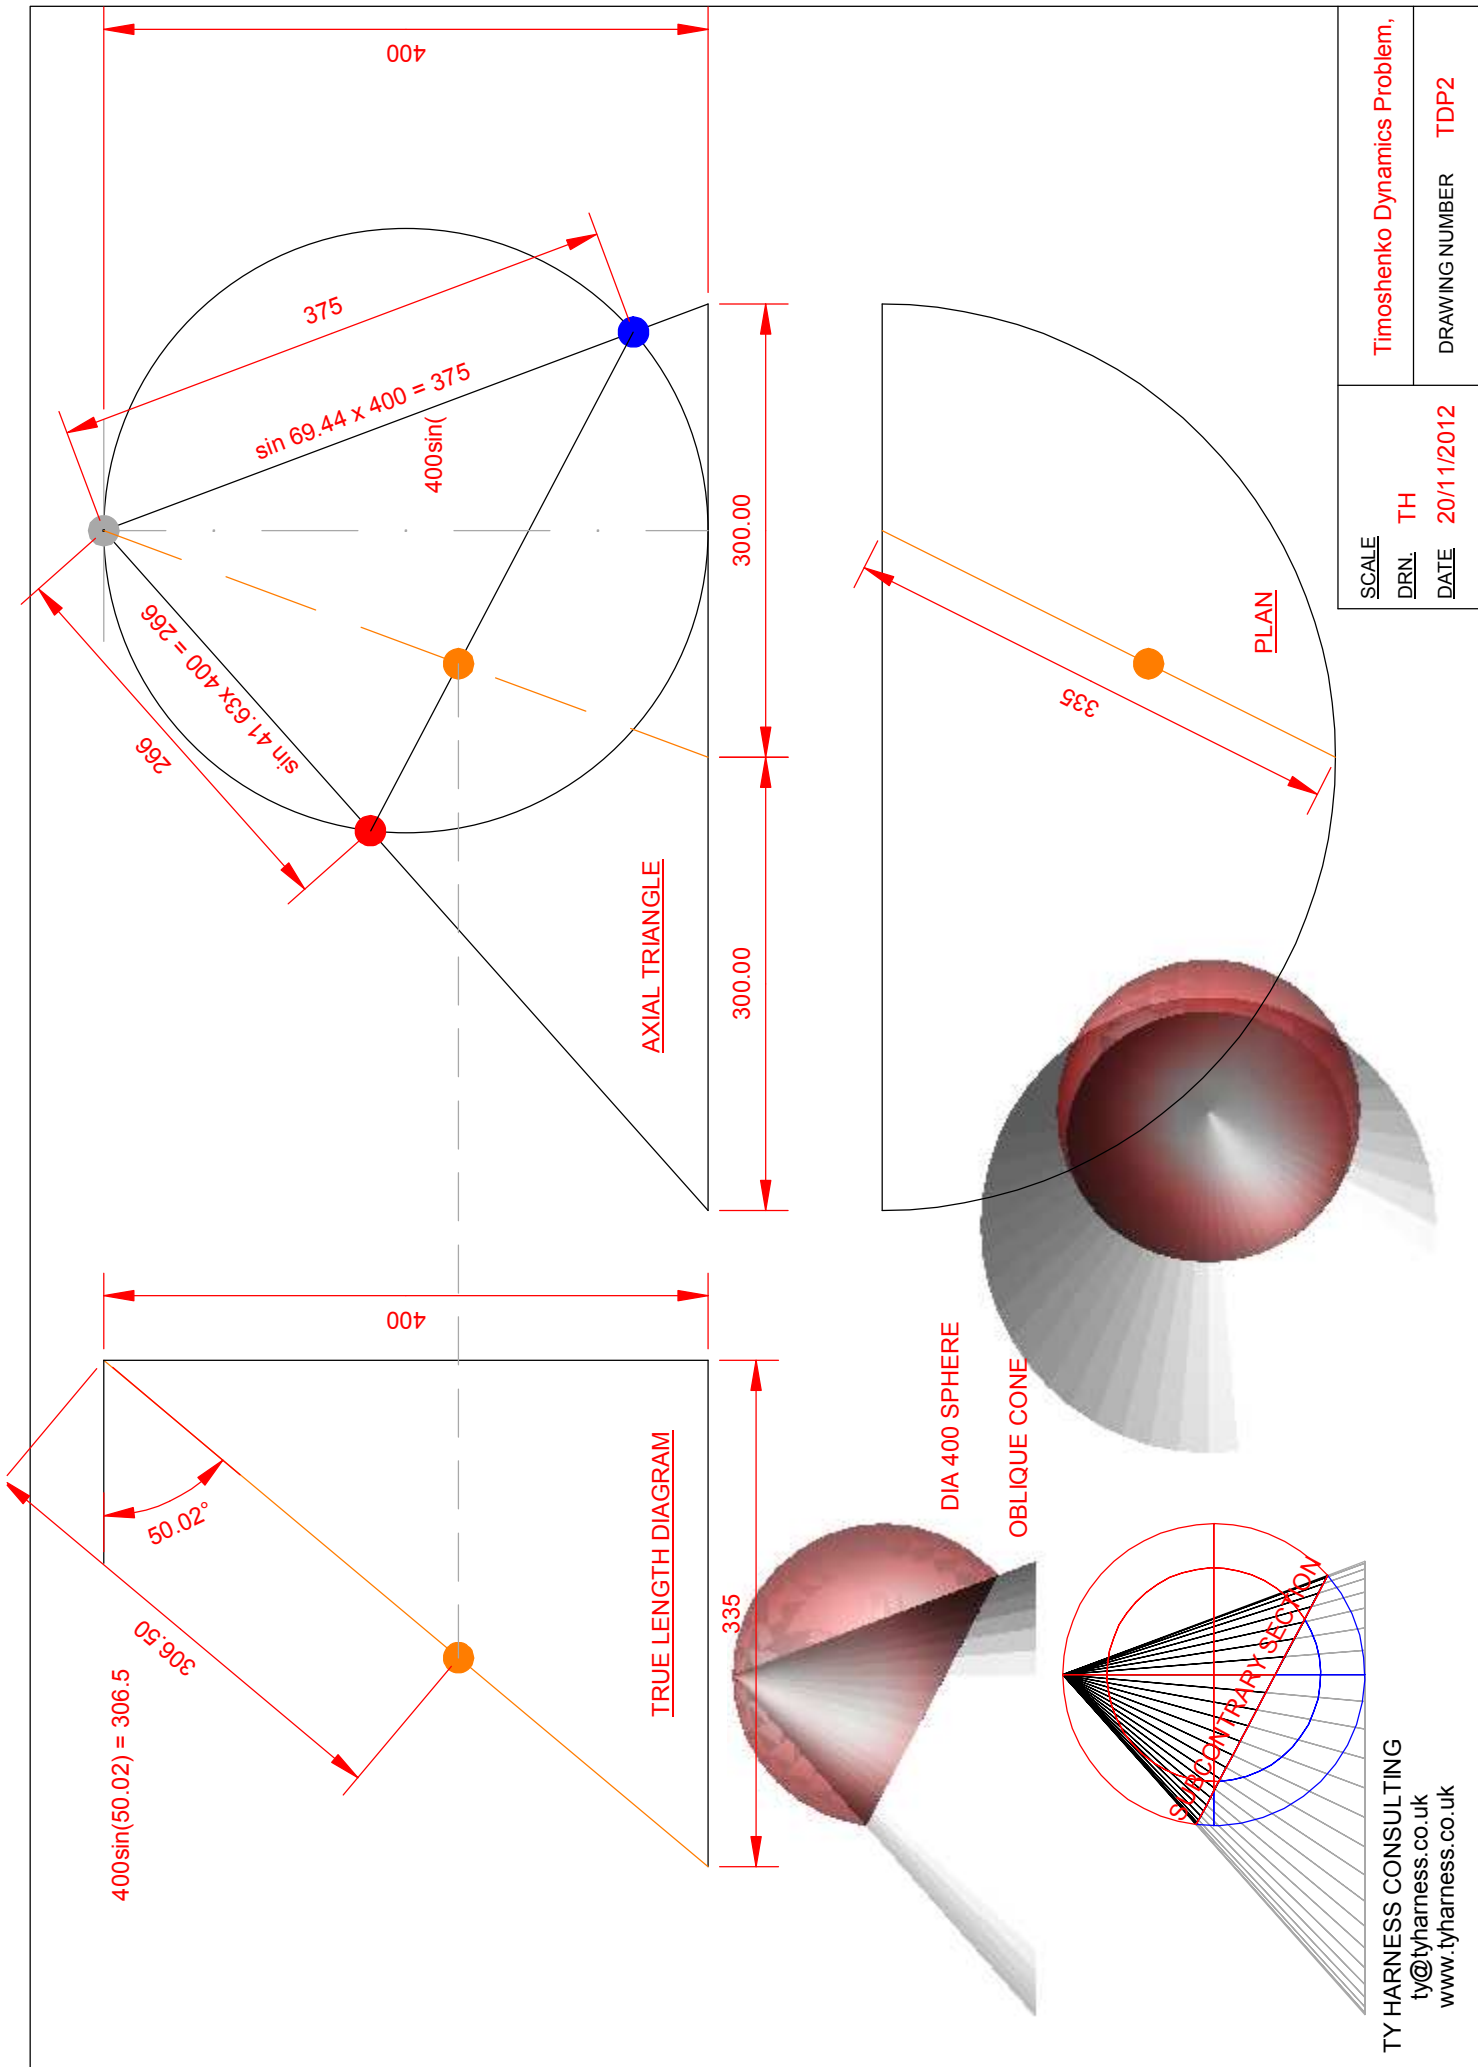 400
375
sin 69.44 x 400 = 375
400sin(
266
sin 41.63x 400 = 266
300.00
300.00
AXIAL TRIANGLE
335
PLAN
400
50.02°
306.50
400sin(50.02) = 306.5
TRUE LENGTH DIAGRAM
335
DIA 400 SPHERE
OBLIQUE CONE
SUBCONTRARY SECTION
TY HARNESS CONSULTING
ty@tyharness.co.uk
www.tyharness.co.uk
SCALE
DRN. TH
DATE 20/11/2012
Timoshenko Dynamics Problem,
DRAWING NUMBER TDP2